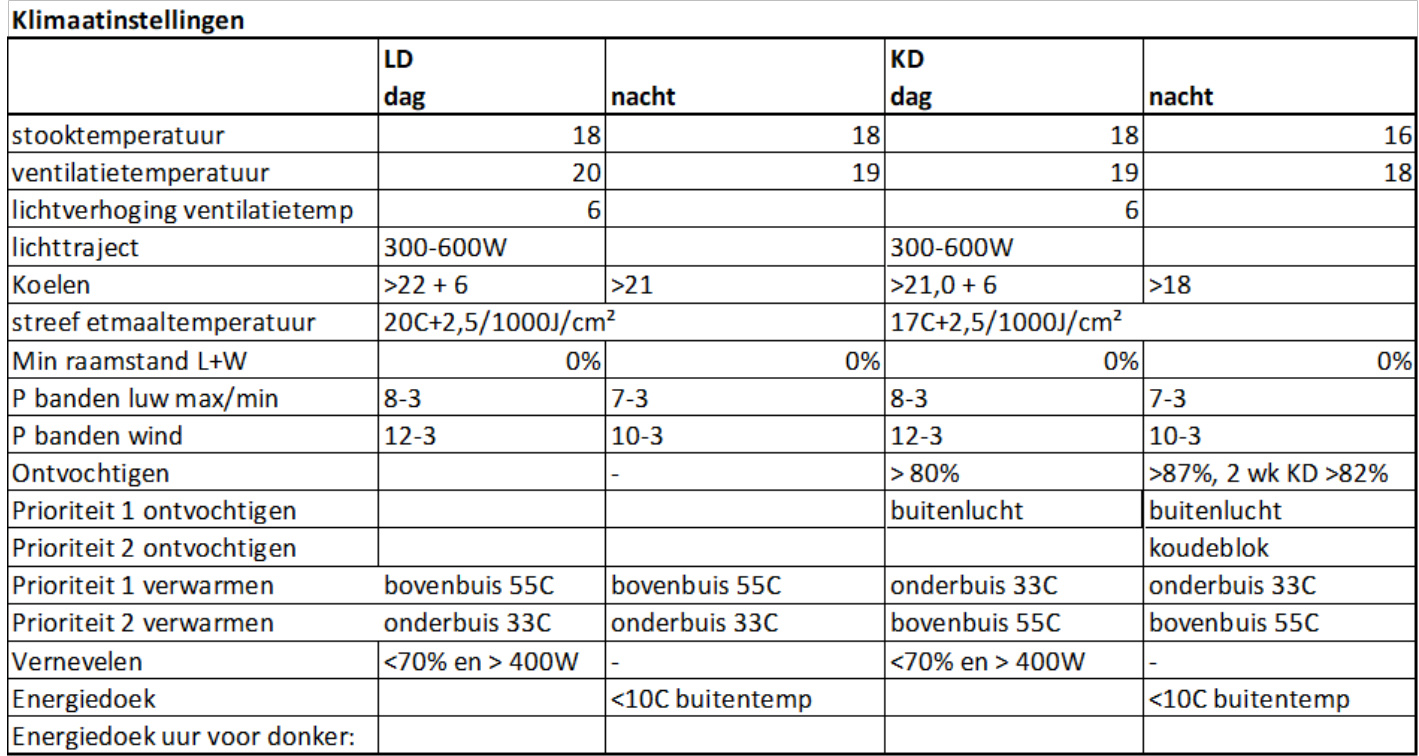 Klimaatinstellingen
LD KD
dag nacht dag nacht
stooktemperatuur 18 18 18 16
ventilatietemperatuur 20 19 19 18
lichtverhoging ventilatietemp 6 6
lichttraject 300-600W 300-600W
Koelen >22 + 6 >21 >21,0 + 6 >18
streef etmaaltemperatuur 20C+2,5/1000J/cm² 17C+2,5/1000J/cm²
Min raamstand L+W 0% 0% 0% 0%
P banden luw max/min 8-3 7-3 8-3 7-3
P banden wind 12-3 10-3 12-3 10-3
Ontvochtigen - > 80% >87%, 2 wk KD >82%
Prioriteit 1 ontvochtigen buitenlucht buitenlucht
Prioriteit 2 ontvochtigen koudeblok
Prioriteit 1 verwarmen bovenbuis 55C bovenbuis 55C onderbuis 33C onderbuis 33C
Prioriteit 2 verwarmen onderbuis 33C onderbuis 33C bovenbuis 55C bovenbuis 55C
Vernevelen <70% en > 400W - <70% en > 400W -
Energiedoek <10C buitentemp <10C buitentemp
Energiedoek uur voor donker: